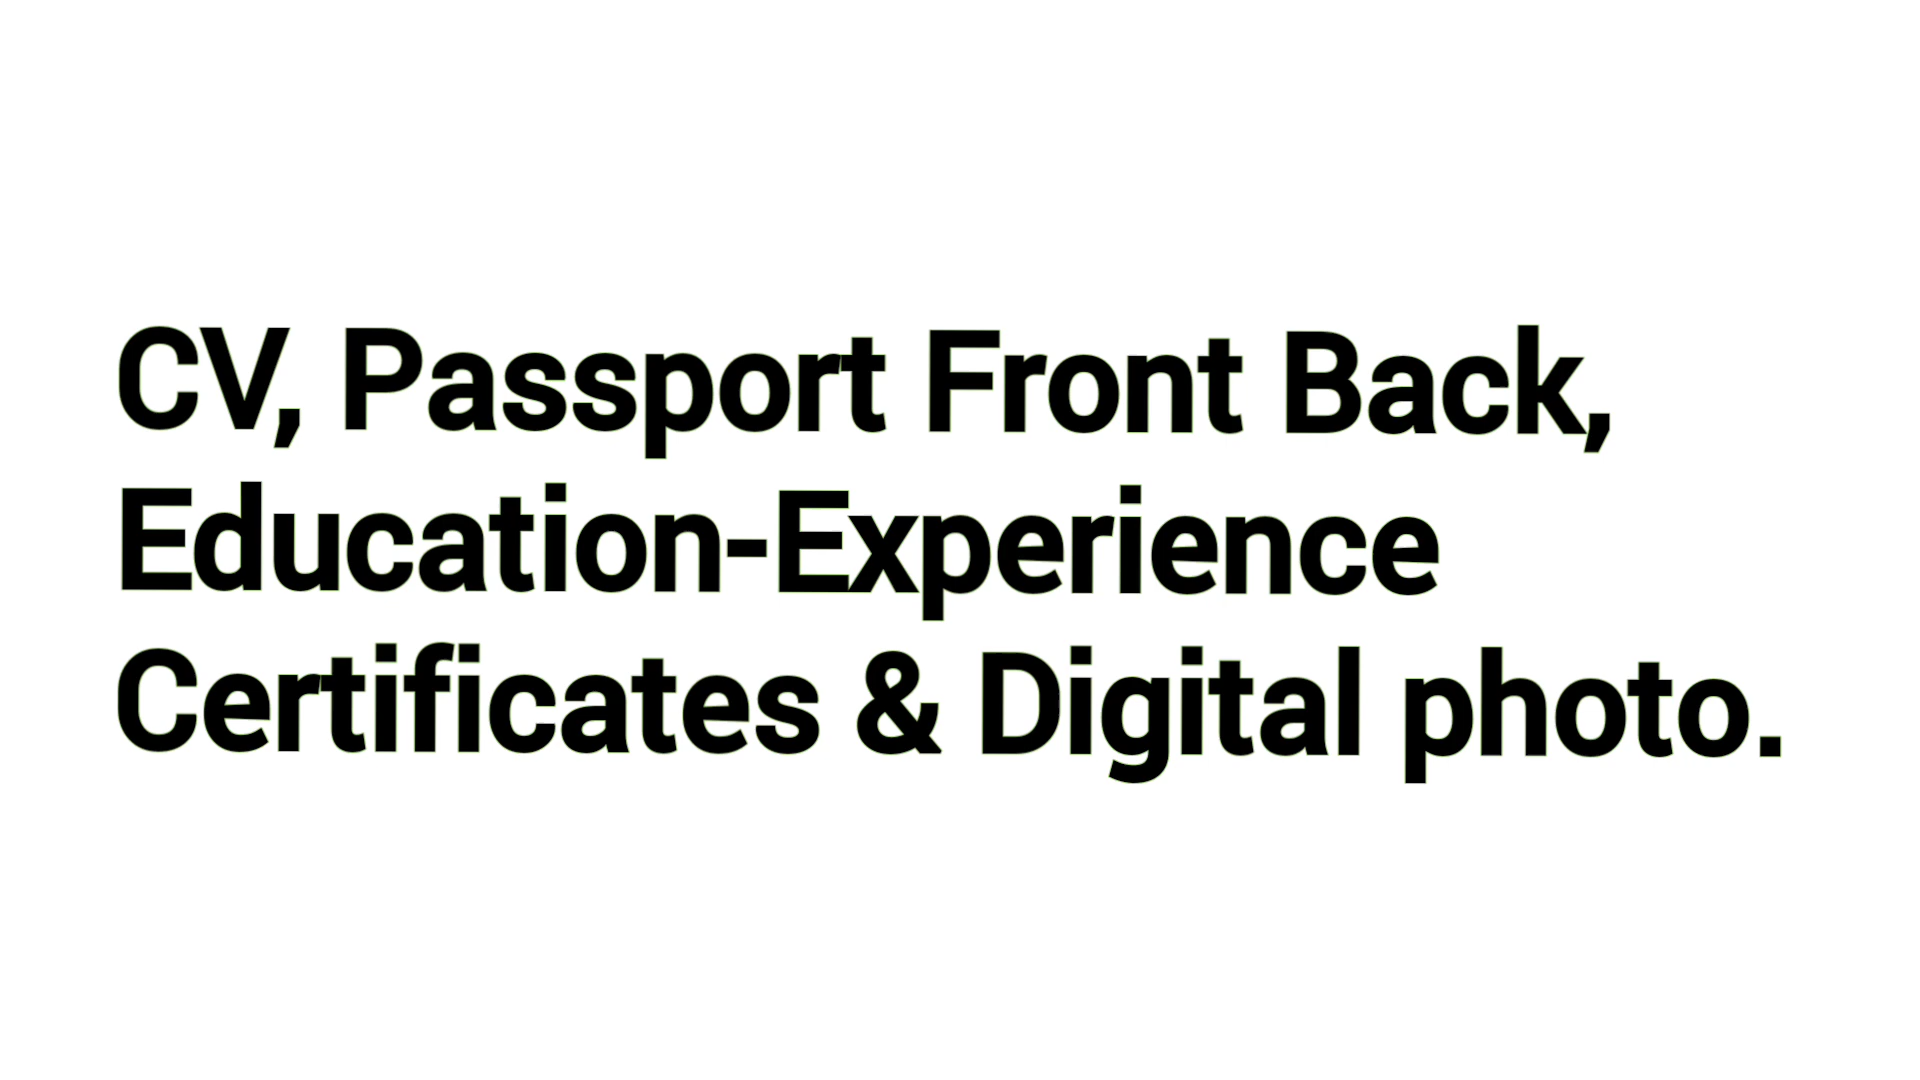 CV, Passport Front Back,
Education-Experience
Certificates & Digital photo.